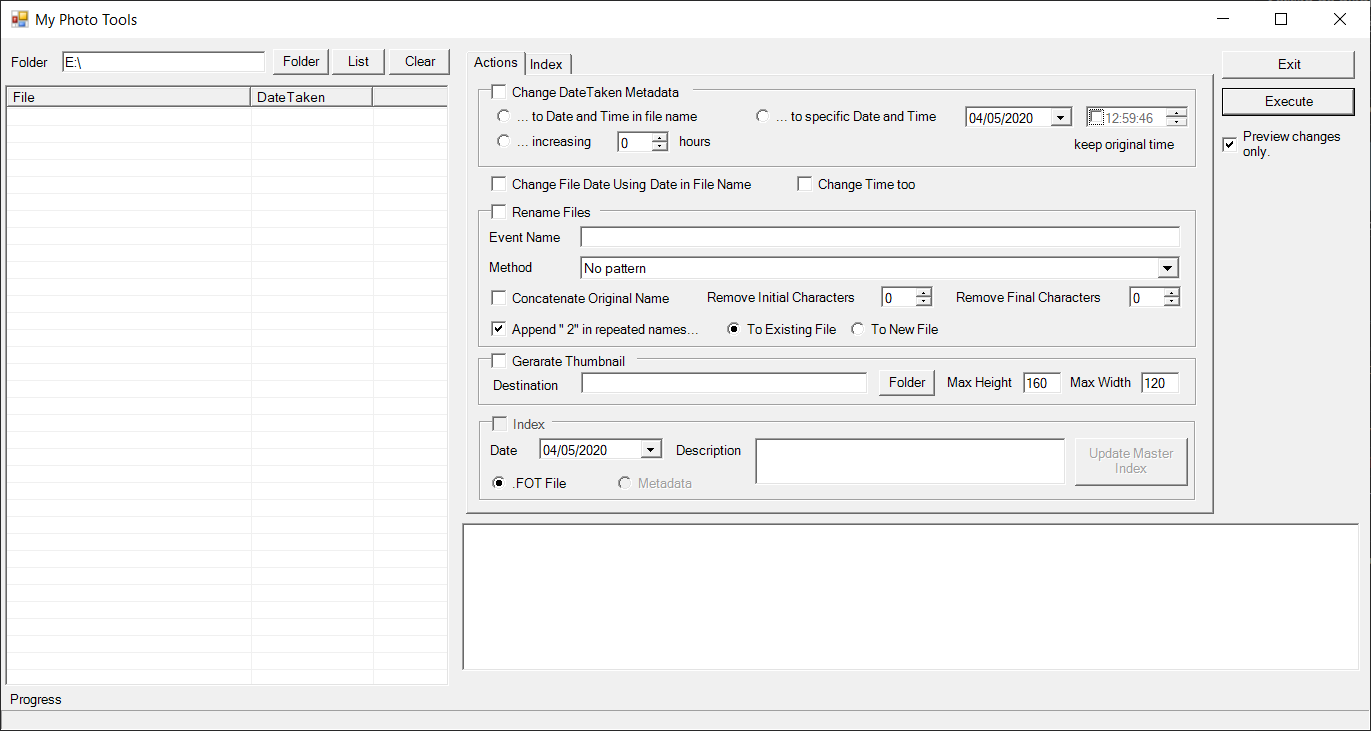 My Photo Tools
Folder E:\ Folder List Clear
File DateTaken
Actions Index
Change DateTaken Metadata
... to Date and Time in file name ... to specific Date and Time 04/05/2020 12:59:46
... increasing 0 hours keep original time
Change File Date Using Date in File Name Change Time too
Rename Files
Event Name
Method No pattern
Concatenate Original Name Remove Initial Characters 0 Remove Final Characters 0
Append " 2" in repeated names... To Existing File To New File
Gerarate Thumbnail
Destination Folder Max Height 160 Max Width 120
Index
Date 04/05/2020 Description Update Master
Index
.FOT File Metadata
Exit
Execute
Preview changes
only.
Progress